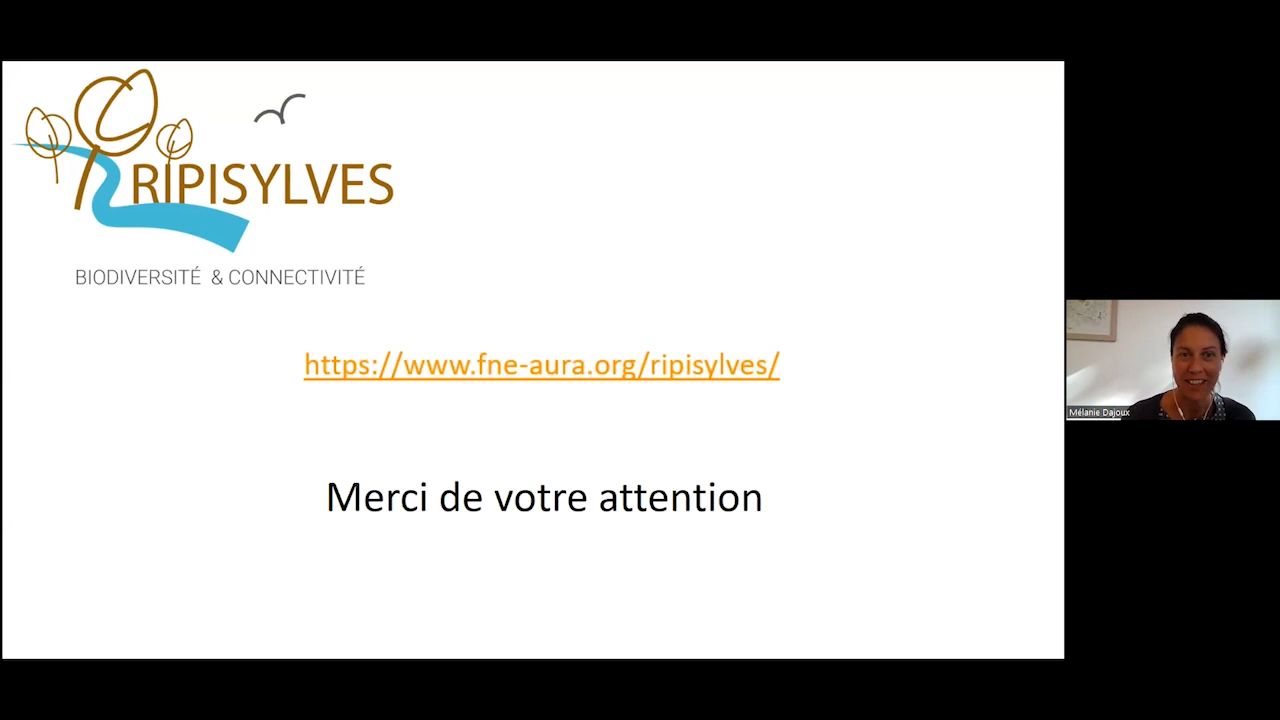 RIPISYLVES
BIODIVERSITÉ & CONNECTIVITÉ
https://www.fne-aura.org/ripisylves/
Merci de votre attention
Mélanie Dajoux